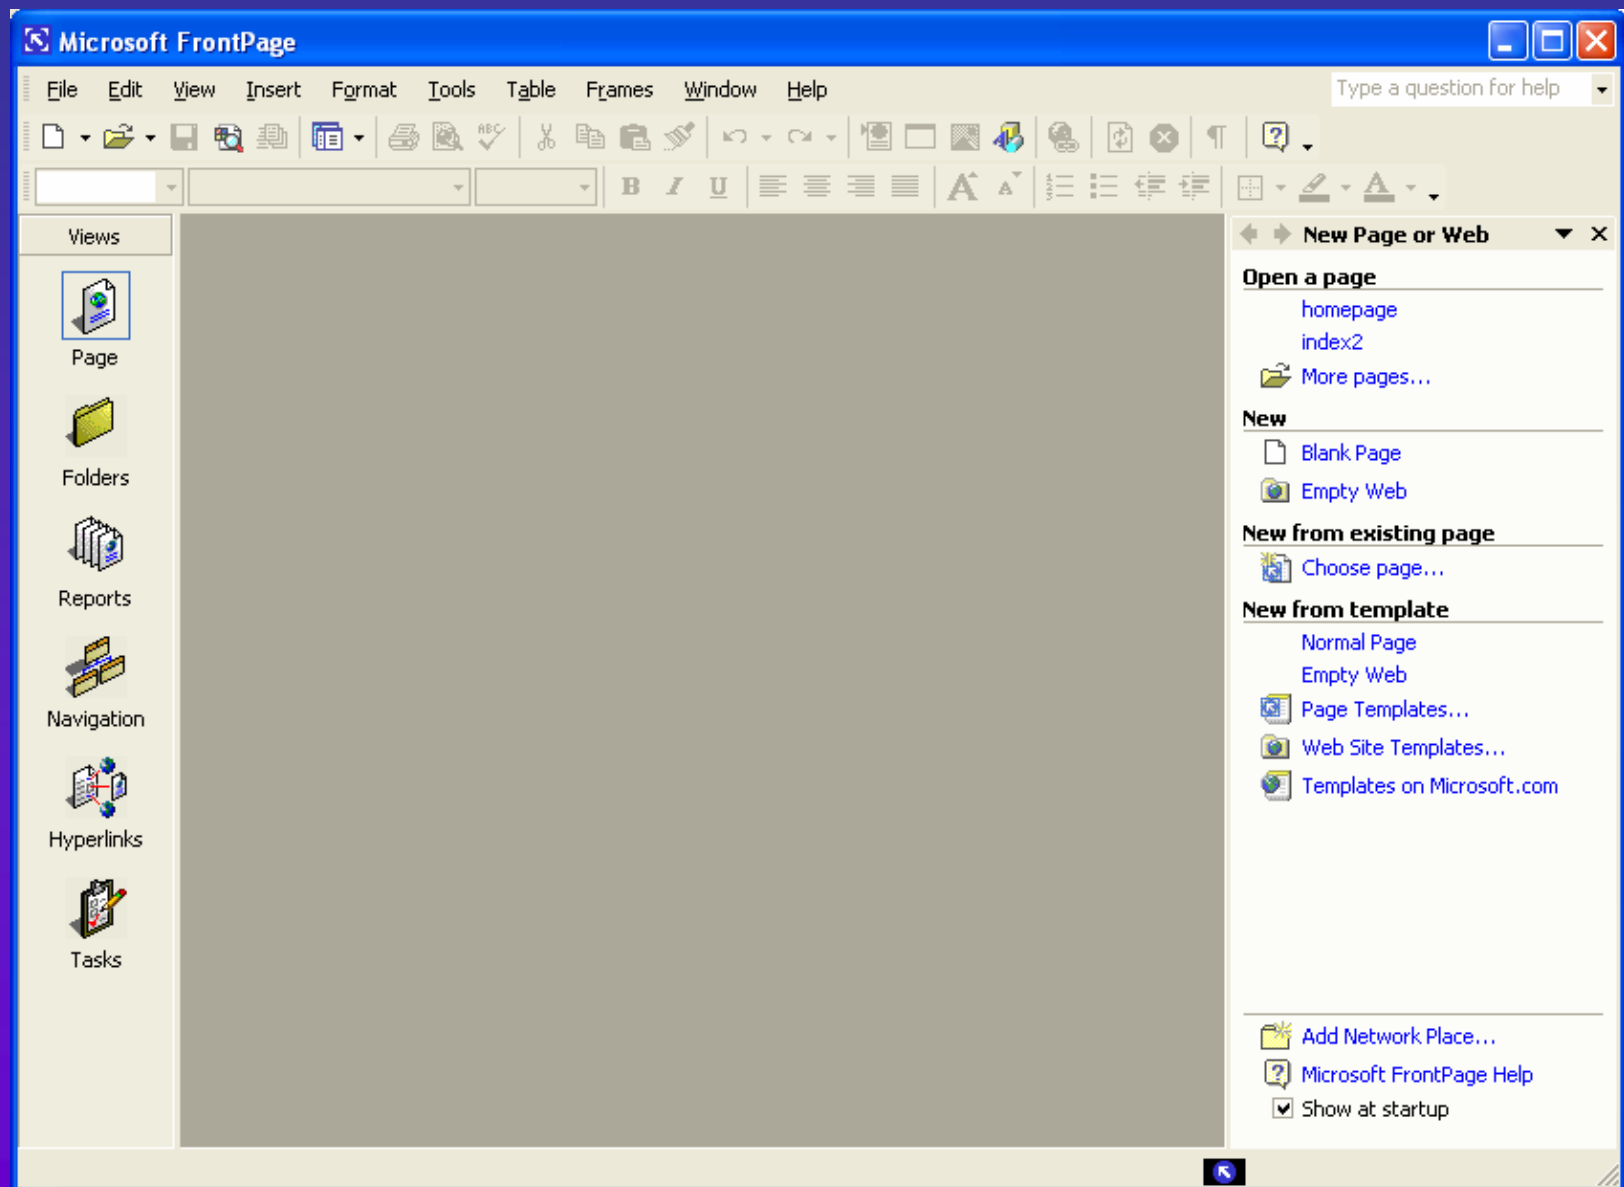 Microsoft FrontPage
File Edit View Insert Format Tools Table Frames Window Help
Type a question for help
ABC
B I U A A A
Views
Page
Folders
Reports
Navigation
Hyperlinks
Tasks
New Page or Web
Open a page
homepage
index2
More pages...
New
Blank Page
Empty Web
New from existing page
Choose page...
New from template
Normal Page
Empty Web
Page Templates...
Web Site Templates...
Templates on Microsoft.com
Add Network Place...
Microsoft FrontPage Help
Show at startup